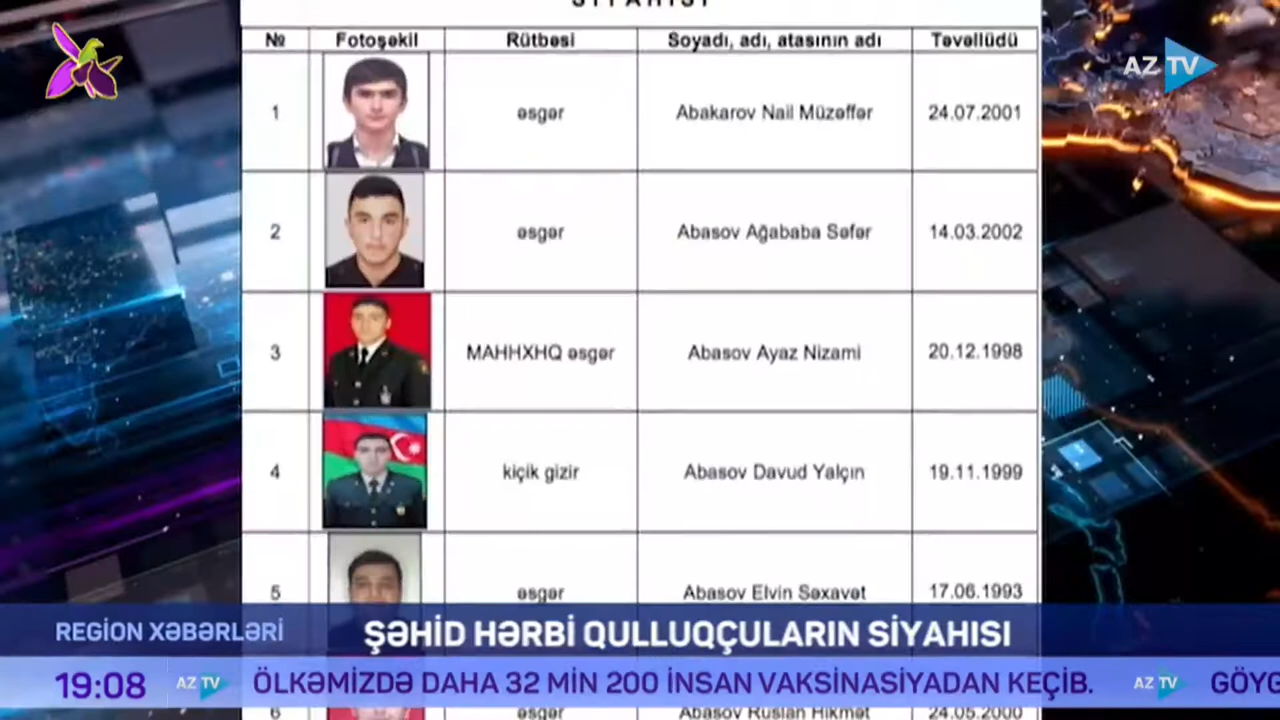 SİYAHISI
№ Fotoşəkil Rütbəsi Soyadı, adı, atasının adı Təvəllüdü
AZ TV
1 əsgər Abakarov Nail Müzəffər 24.07.2001
2 əsgər Abasov Ağababa Səfər 14.03.2002
3 MAHHXHQ əsgər Abasov Ayaz Nizami 20.12.1998
4 kiçik gizir Abasov Davud Yalçın 19.11.1999
5 əsgər Abasov Elvin Səxavət 17.06.1993
REGİON XƏBƏRLƏRİ ŞƏHİD HƏRBİ QULLUQÇULARIN SİYAHISI
19:08 AZ TV ÖLKƏMİZDƏ DAHA 32 MİN 200 İNSAN VAKSİNASİYADAN KEÇİB. AZ TV GÖYG
6 əsgər Abasov Ruslan Hikmət 24.05.2000